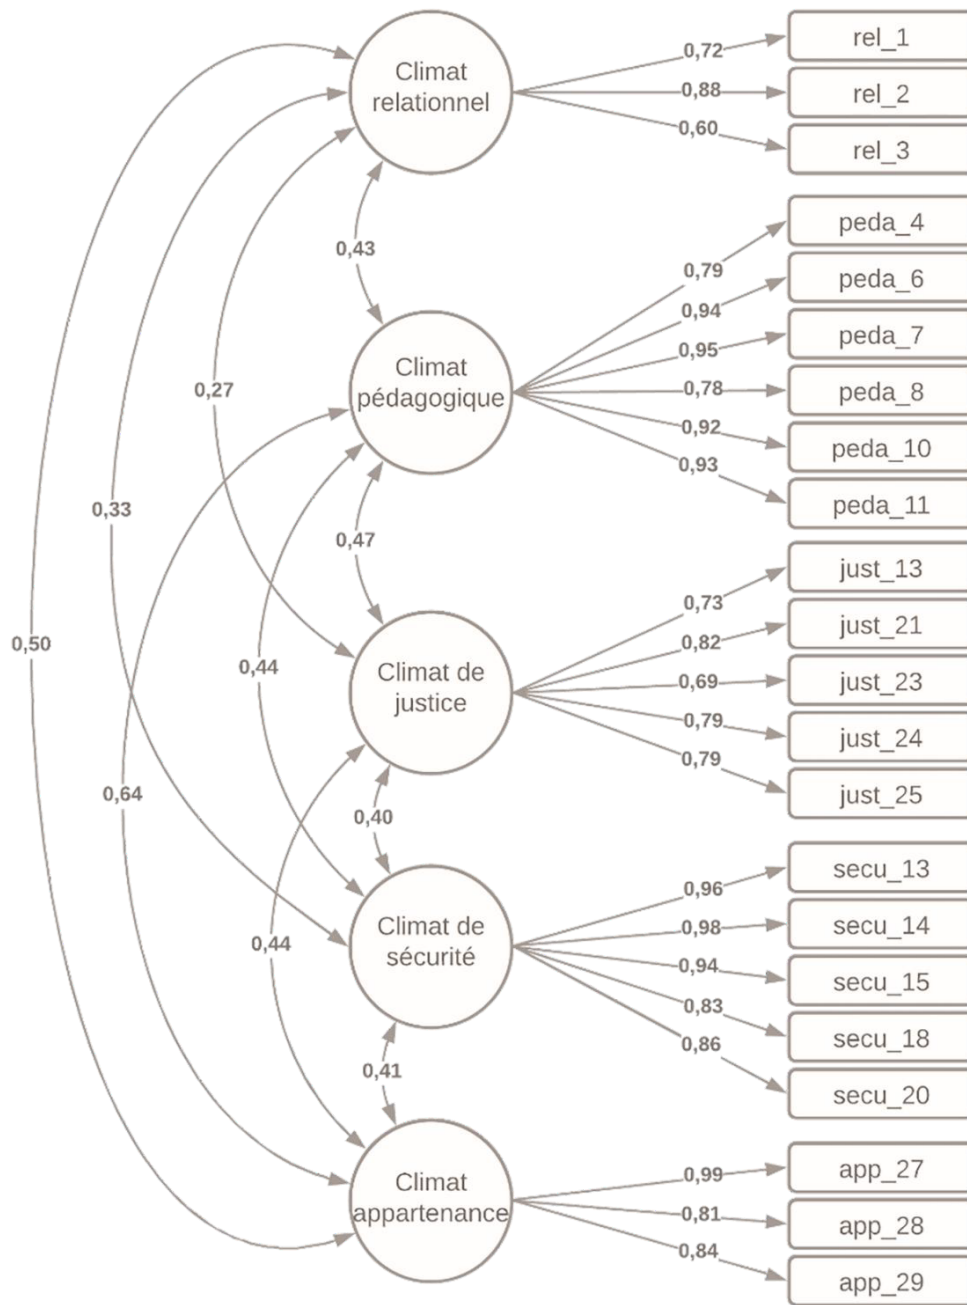 Climat
relationnel
0,72
0,88
0,60
rel_1
rel_2
rel_3
0,43
Climat
pédagogique
0,79
0,94
0,95
0,78
0,92
0,93
peda_4
peda_6
peda_7
peda_8
peda_10
peda_11
0,27
0,33
0,47
0,50
0,44
0,64
Climat de
justice
0,73
0,82
0,69
0,79
0,79
just_13
just_21
just_23
just_24
just_25
0,40
0,44
Climat de
sécurité
0,96
0,98
0,94
0,83
0,86
secu_13
secu_14
secu_15
secu_18
secu_20
0,41
Climat
appartenance
0,99
0,81
0,84
app_27
app_28
app_29